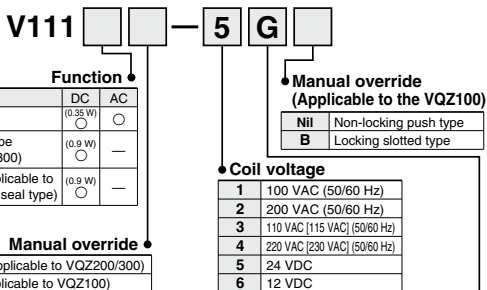 V111 — 5 G
Function
DC AC
(0.35 W) ○ ○
be
300) (0.9 W) ○ —
licable to
seal type) (0.9 W) ○ —
Manual override
pplicable to VQZ200/300)
licable to VQZ100)
Manual override
(Applicable to the VQZ100)
Nil Non-locking push type
B Locking slotted type
Coil voltage
1 100 VAC (50/60 Hz)
2 200 VAC (50/60 Hz)
3 110 VAC [115 VAC] (50/60 Hz)
4 220 VAC [230 VAC] (50/60 Hz)
5 24 VDC
6 12 VDC